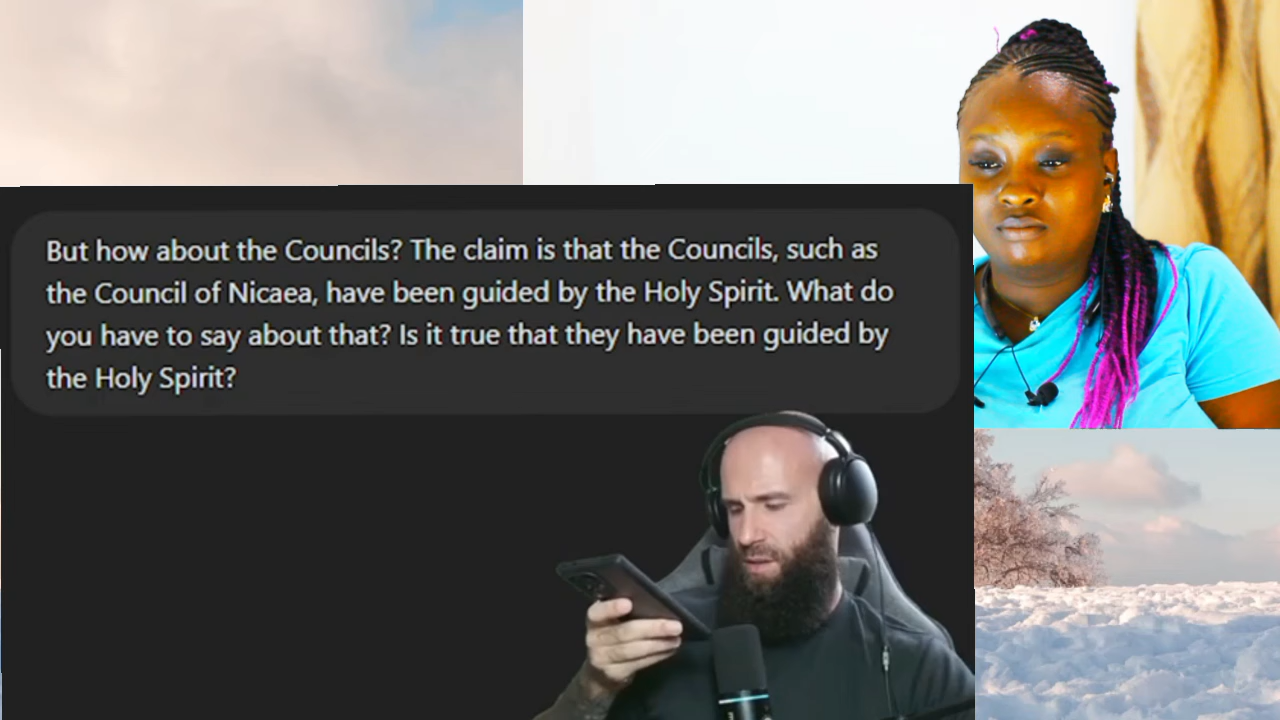 But how about the Councils? The claim is that the Councils, such as
the Council of Nicaea, have been guided by the Holy Spirit. What do
you have to say about that? Is it true that they have been guided by
the Holy Spirit?